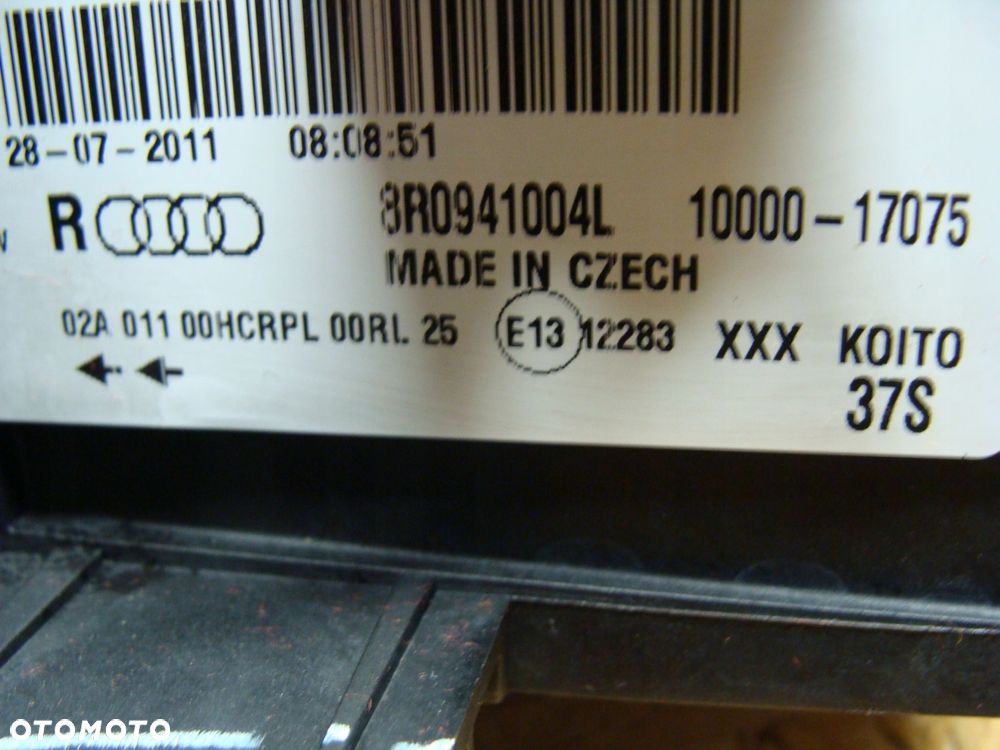 28-07-2011 08:08:51
R 8R0941004L 10000-17075
MADE IN CZECH
02A 011 00HCRPL 00RL 25 E13 12283 XXX KOITO
37S
OTOMOTO